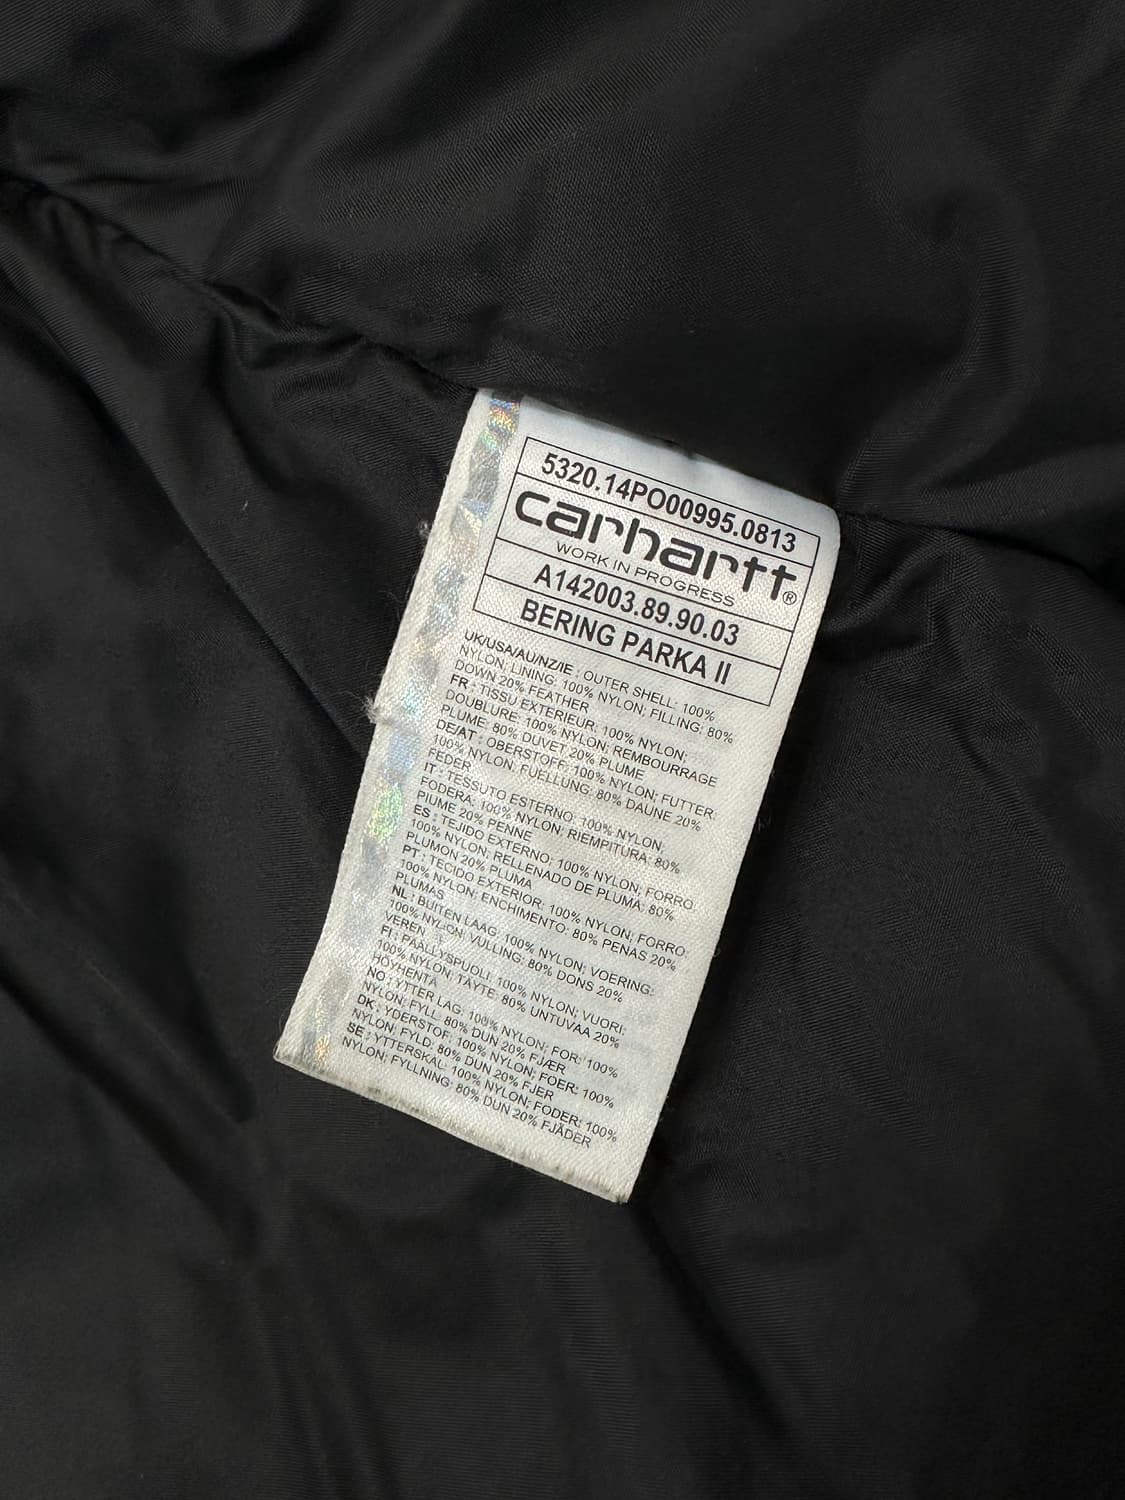 5320.14PO00995.0813
carhartt®
WORK IN PROGRESS
A142003.89.90.03
BERING PARKA II
UK/USA/AU/NZ/IE : OUTER SHELL: 100%
NYLON, LINING: 100% NYLON; FILLING: 80%
DOWN 20% FEATHER
FR : TISSU EXTERIEUR: 100% NYLON;
DOUBLURE: 100% NYLON; REMBOURRAGE
PLUME: 80% DUVET 20% PLUME
DE/AT : OBERSTOFF: 100% NYLON; FUTTER:
100% NYLON; FUELLUNG: 80% DAUNE 20%
FEDER
IT : TESSUTO ESTERNO: 100% NYLON,
FODERA: 100% NYLON; RIEMPITURA: 80%
PIUME 20% PENNE
ES : TEJIDO EXTERNO; 100% NYLON; FORRO
100% NYLON; RELLENADO DE PLUMA: 80%
PLUMON 20% PLUMA
PT : TECIDO EXTERIOR: 100% NYLON; FORRO:
100% NYLON; ENCHIMENTO: 80% PENAS 20%
PLUMAS
NL : BUITEN LAAG: 100% NYLON; VOERING:
100% NYLON; VULLING: 80% DONS 20%
VEREN
FI : PÄÄLLYSPUOLI: 100% NYLON; VUORI:
100% NYLON; TÄYTE: 80% UNTUVAA 20%
HÖYHENTA
NO : YTTER LAG: 100% NYLON; FOR: 100%
NYLON; FYLL: 80% DUN 20% FJÆR
DK : YDERSTOF: 100% NYLON; FOER: 100%
NYLON; FYLD: 80% DUN 20% FJER
SE : YTTERSKAL: 100% NYLON; FODER: 100%
NYLON; FYLLNING: 80% DUN 20% FJÄDER